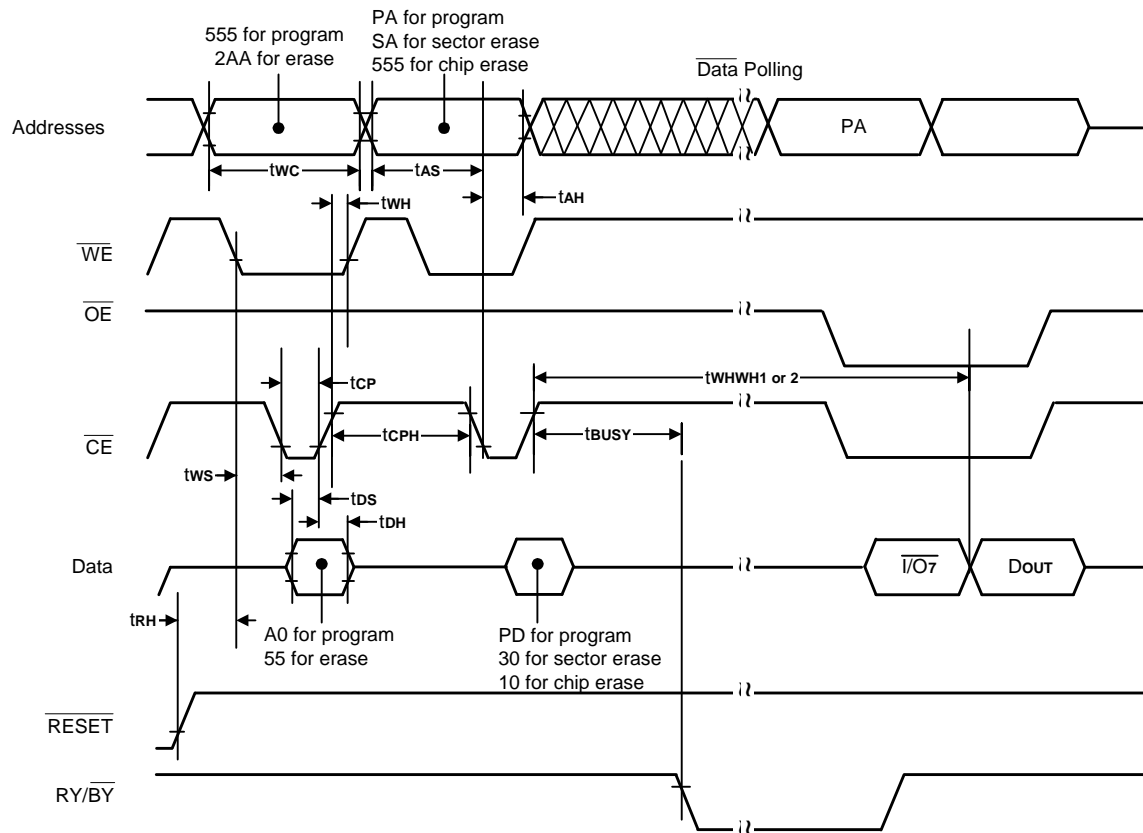 555 for program
2AA for erase
PA for program
SA for sector erase
555 for chip erase
Data Polling
Addresses
PA
tWC
tAS
tAH
tWH
WE
OE
tWHWH1 or 2
tCP
tCPH
tBUSY
CE
tWS
tDS
tDH
Data
I/O7
DOUT
tRH
A0 for program
55 for erase
PD for program
30 for sector erase
10 for chip erase
RESET
RY/BY